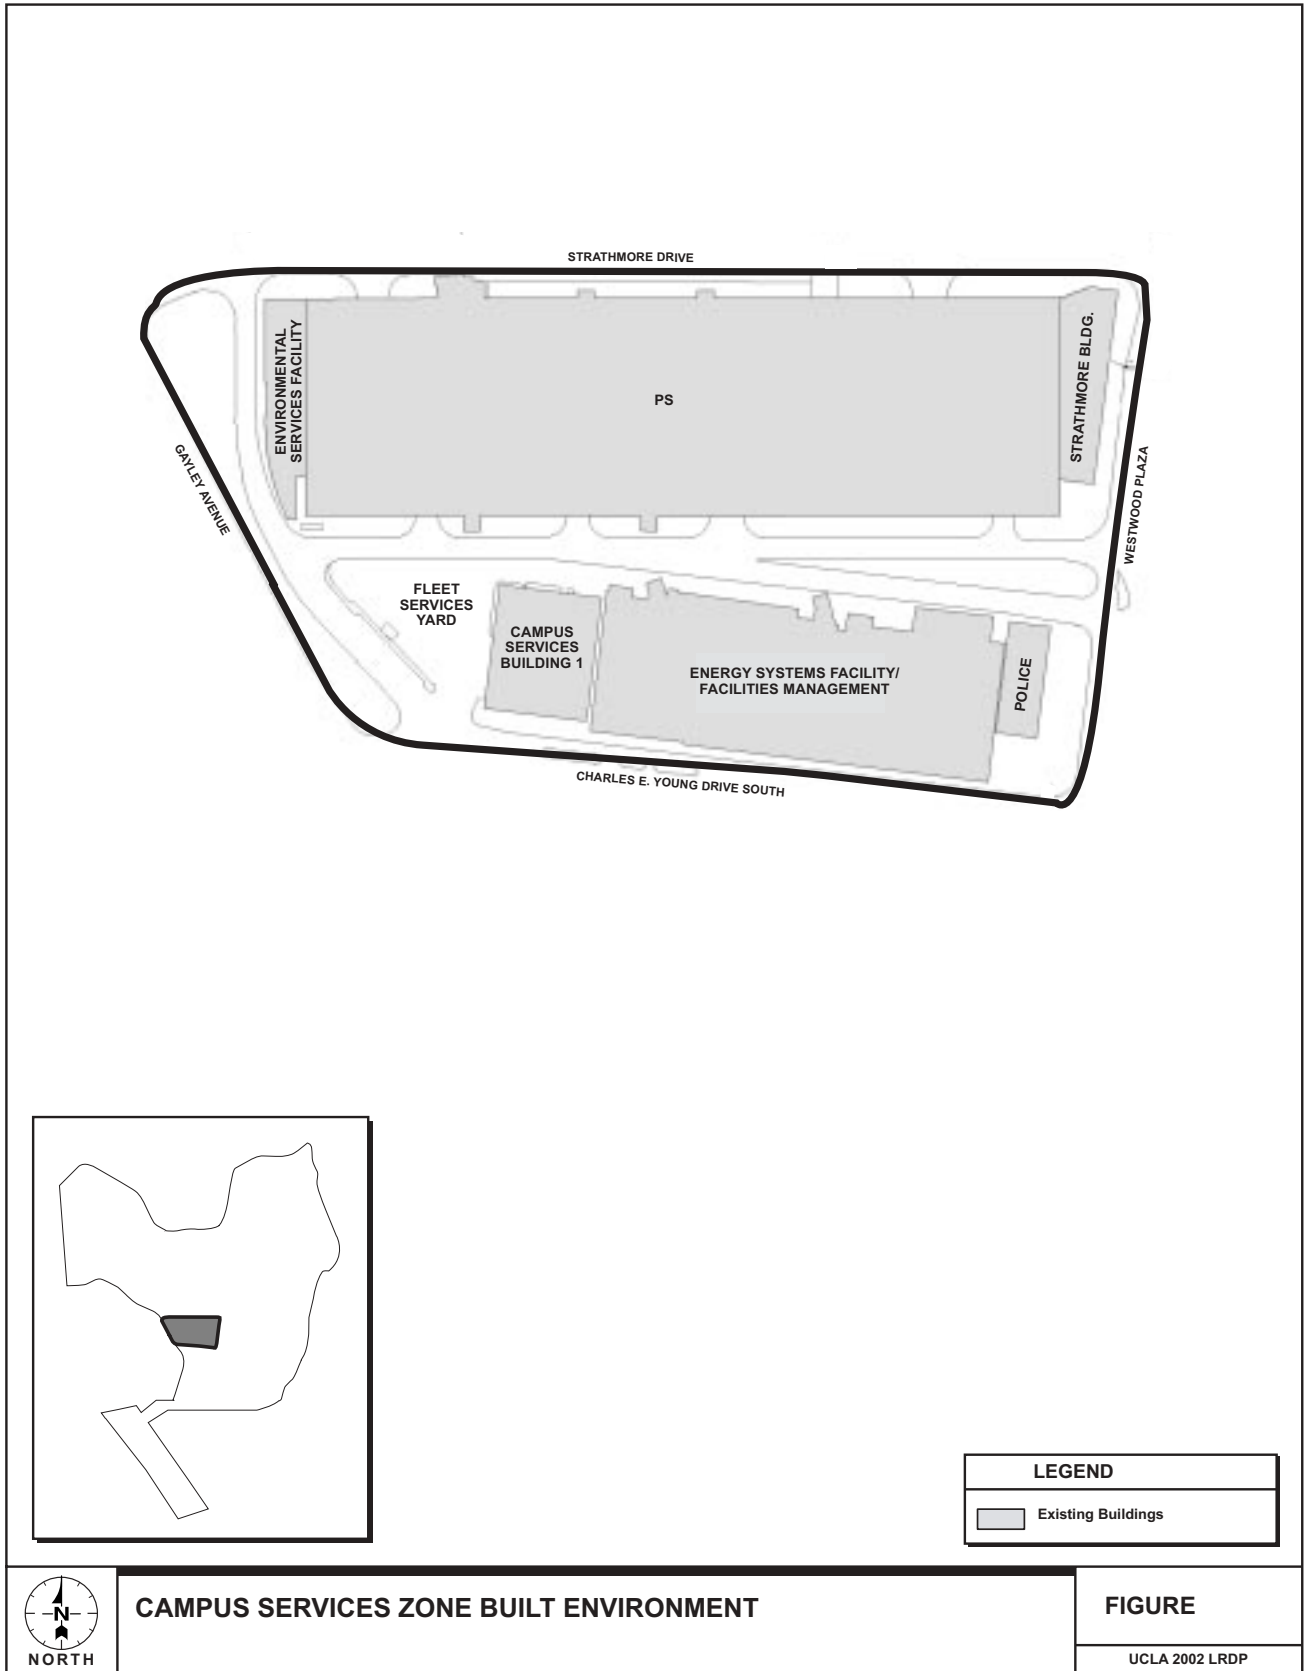 STRATHMORE DRIVE
ENVIRONMENTAL
SERVICES FACILITY
PS
STRATHMORE BLDG.
GAYLEY AVENUE
WESTWOOD PLAZA
FLEET
SERVICES
YARD
CAMPUS
SERVICES
BUILDING 1
ENERGY SYSTEMS FACILITY/
FACILITIES MANAGEMENT
POLICE
CHARLES E. YOUNG DRIVE SOUTH
LEGEND
Existing Buildings
N
NORTH
CAMPUS SERVICES ZONE BUILT ENVIRONMENT
FIGURE
UCLA 2002 LRDP